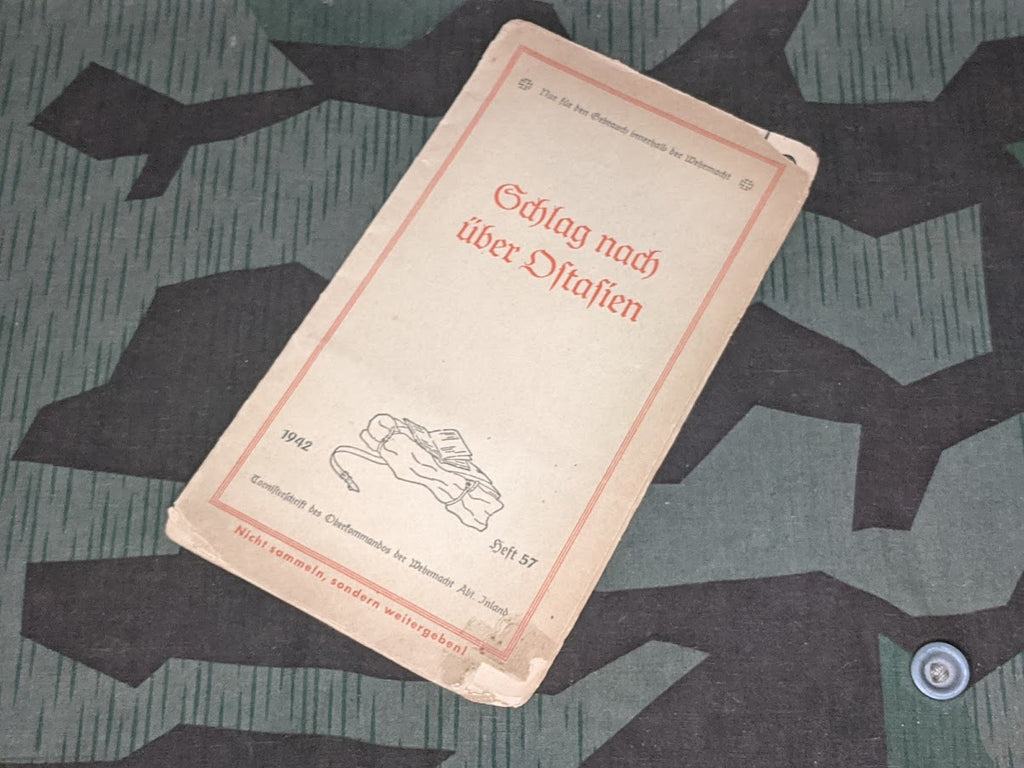 Nur für den Gebrauch innerhalb der Wehrmacht
Schlag nach
über Ostasien
1942
Heft 57
Tornisterschrift des Oberkommandos der Wehrmacht Abt. Inland
Nicht sammeln, sondern weitergeben!